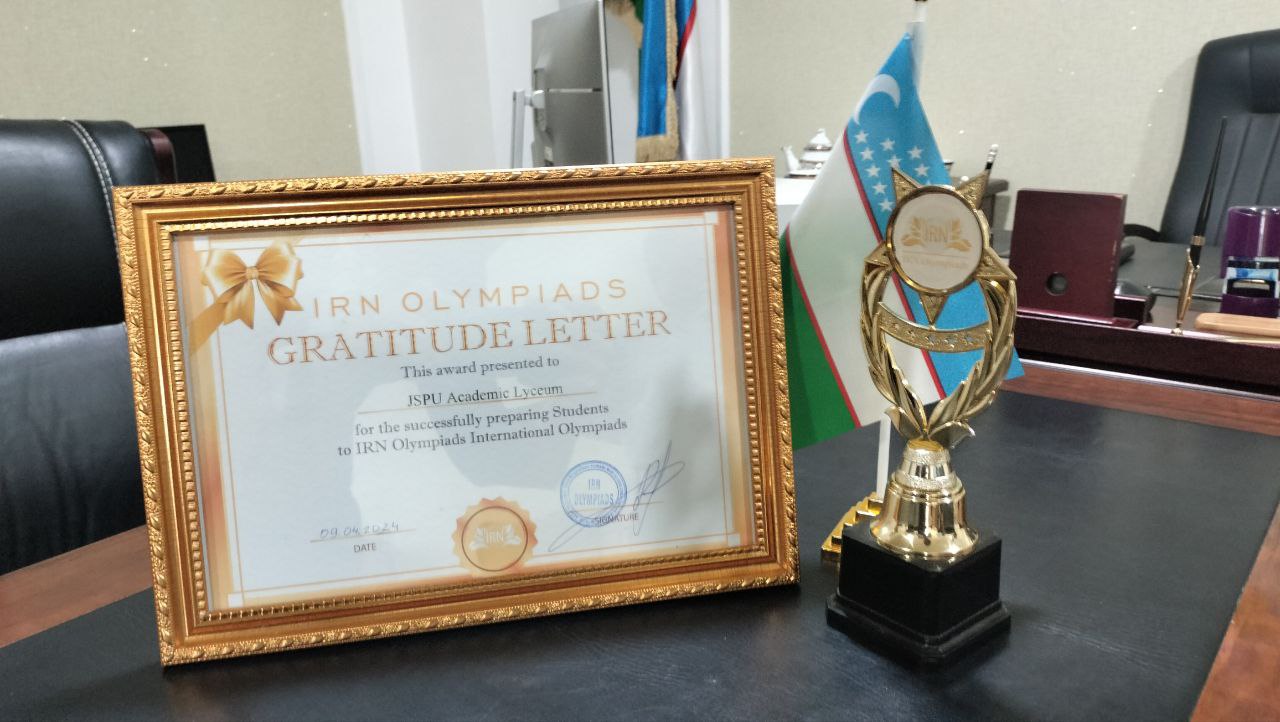 IRN OLYMPIADS
GRATITUDE LETTER
This award presented to
JSPU Academic Lyceum
for the successfully preparing Students
to IRN Olympiads International Olympiads
09.04.2024
DATE
IRN
OLYMPIADS
SIGNATURE
IRN
IRN
IRN Olympiads